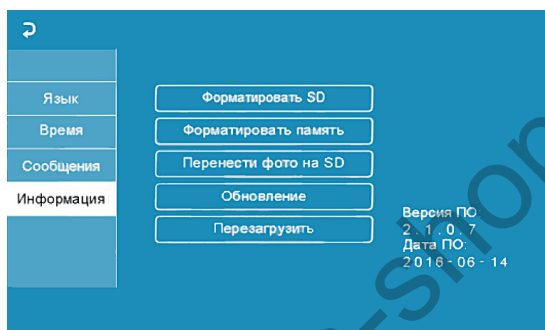 Язык
Время
Сообщения
Информация
Форматировать SD
Форматировать память
Перенести фото на SD
Обновление
Перезагрузить
Версия ПО:
2.1.0.7
Дата ПО:
2016-06-14
-shop